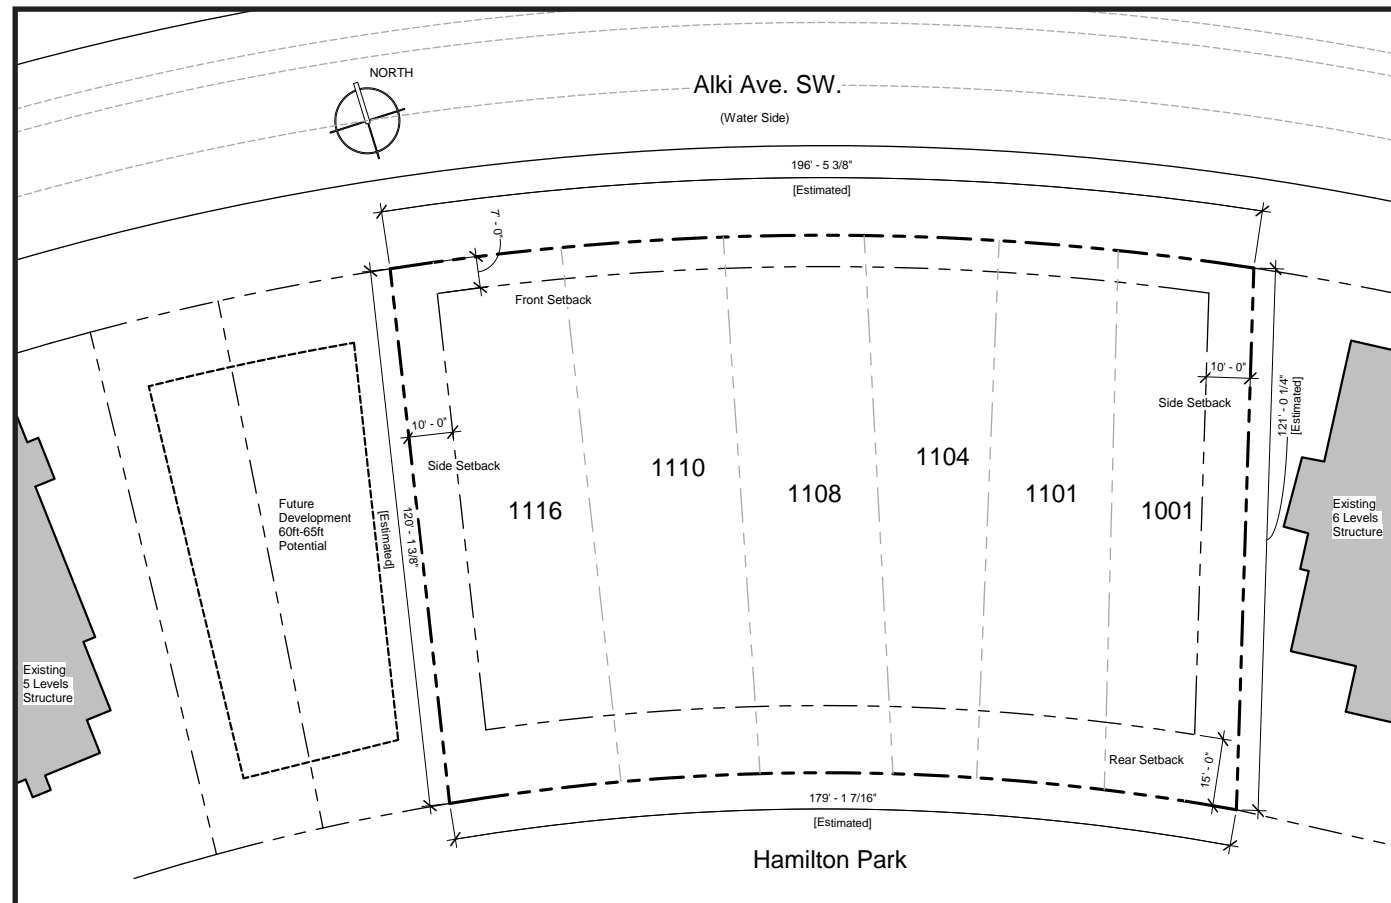 NORTH
Alki Ave. SW.
(Water Side)
196' - 5 3/8"
[Estimated]
7' - 0"
Front Setback
10' - 0"
Side Setback
121' - 0 1/4"
[Estimated]
10' - 0"
Side Setback
1116
1110
1108
1104
1101
1001
Future
Development
60ft-65ft
Potential
[Estimated]
120' - 1 3/8"
Existing
6 Levels
Structure
Existing
5 Levels
Structure
Rear Setback
15' - 0"
179' - 1 7/16"
[Estimated]
Hamilton Park